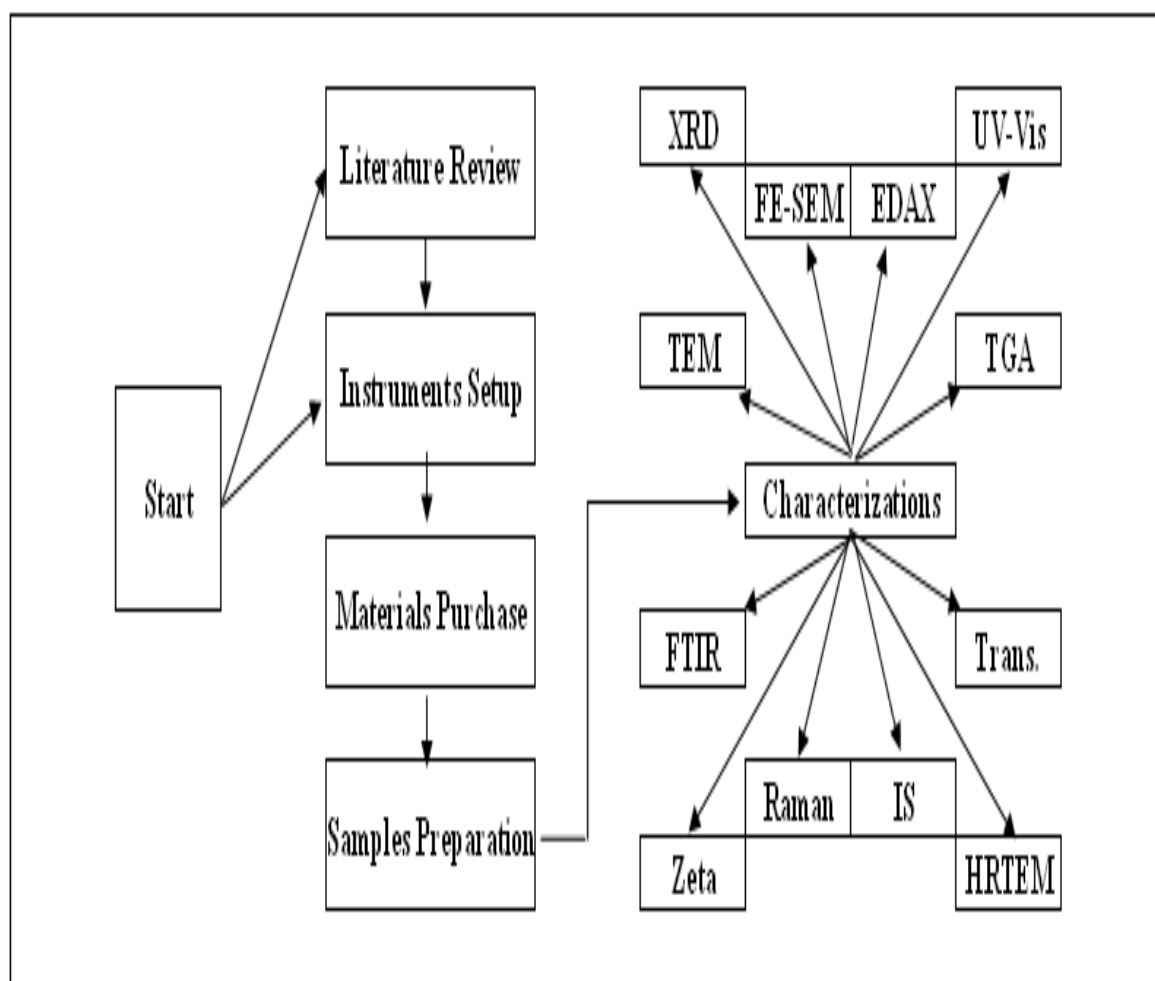 Start
Literature Review
Instruments Setup
Materials Purchase
Samples Preparation
XRD
UV-Vis
FE-SEM
EDAX
TEM
TGA
Characterizations
FTIR
Trans.
Raman
IS
Zeta
HRTEM